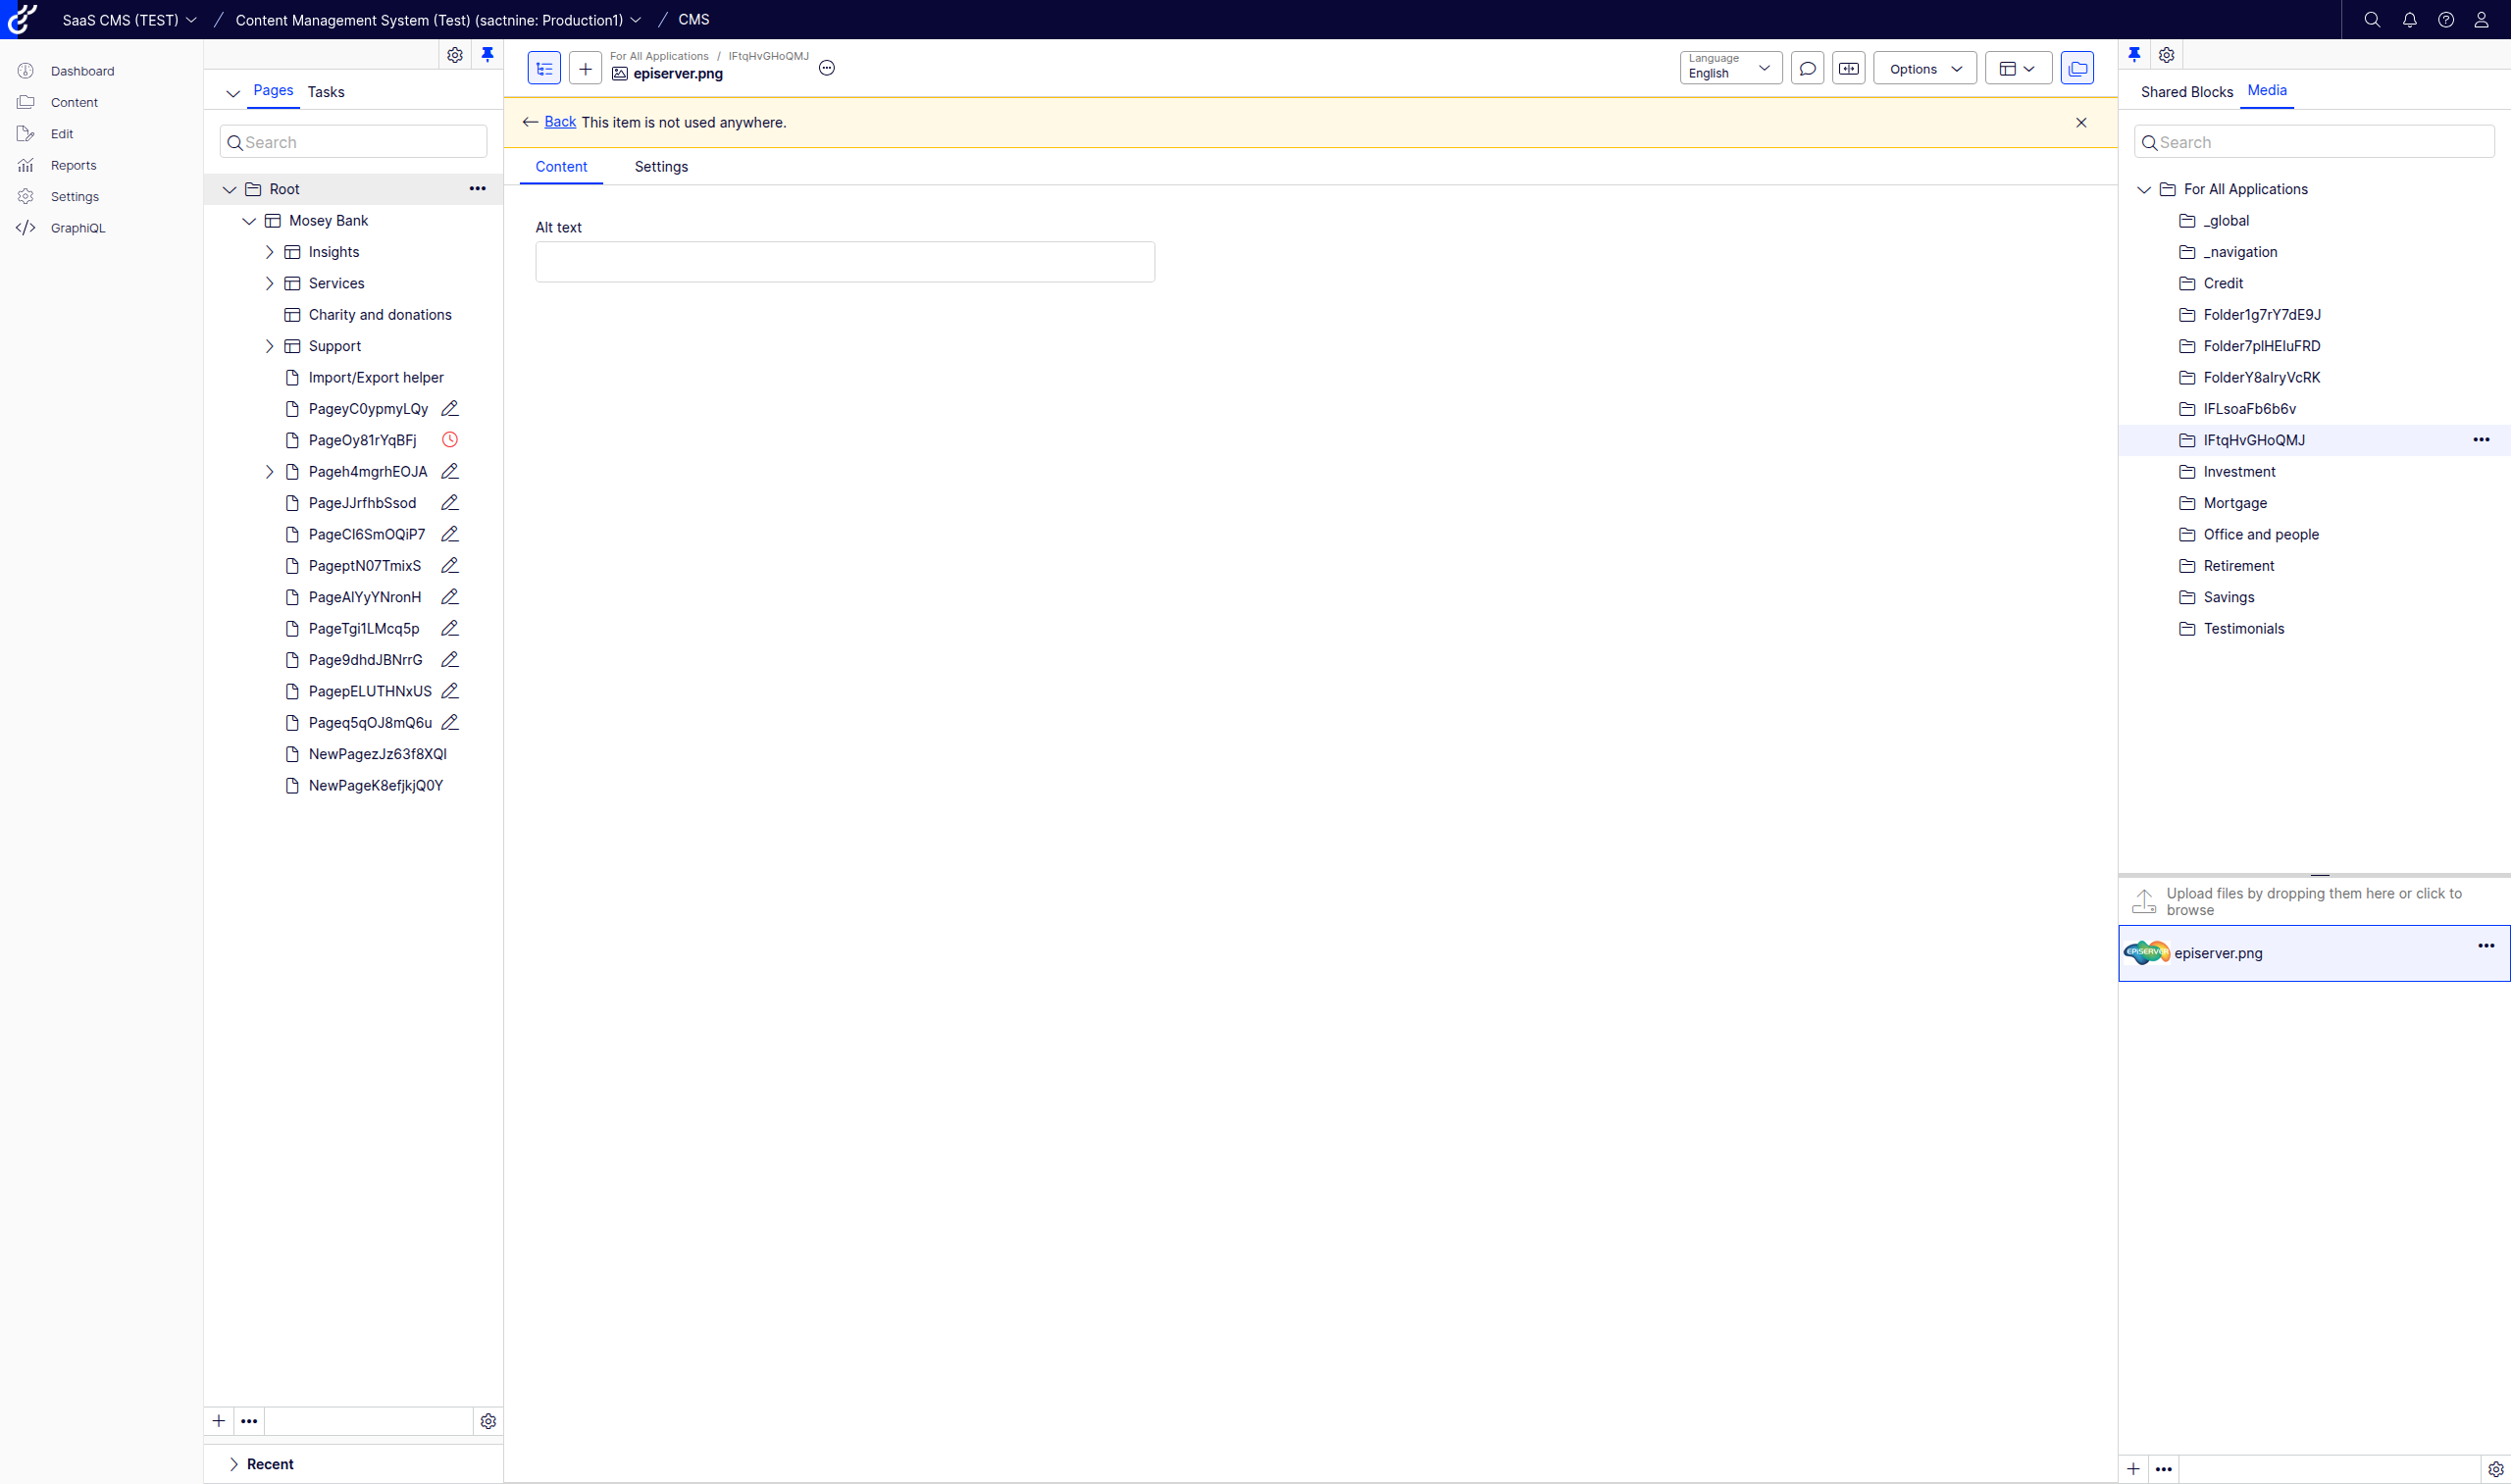 SaaS CMS (TEST)
Content Management System (Test) (sactnine: Production1)
CMS
Dashboard
Content
Edit
Reports
Settings
GraphiQL
Pages
Tasks
Search
Root
Mosey Bank
Insights
Services
Charity and donations
Support
Import/Export helper
PageyC0ypmyLQy
PageOy81rYqBFj
Pageh4mgrhEOJA
PageJJrfhbSsod
PageCl6SmOQiP7
PageptN07TmixS
PageAlYyYNronH
PageTgi1LMcq5p
Page9dhdJBNrrG
PagepELUTHNxUS
Pageq5qOJ8mQ6u
NewPagezJz63f8XQl
NewPageK8efjkjQ0Y
Recent
For All Applications / IFtqHvGHoQMJ
episerver.png
Language
English
Options
Back This item is not used anywhere.
Content
Settings
Alt text
Shared Blocks
Media
Search
For All Applications
_global
_navigation
Credit
Folder1g7rY7dE9J
Folder7plHEluFRD
FolderY8alryVcRK
IFLsoaFb6b6v
IFtqHvGHoQMJ
Investment
Mortgage
Office and people
Retirement
Savings
Testimonials
Upload files by dropping them here or click to
browse
EPISERVER
episerver.png